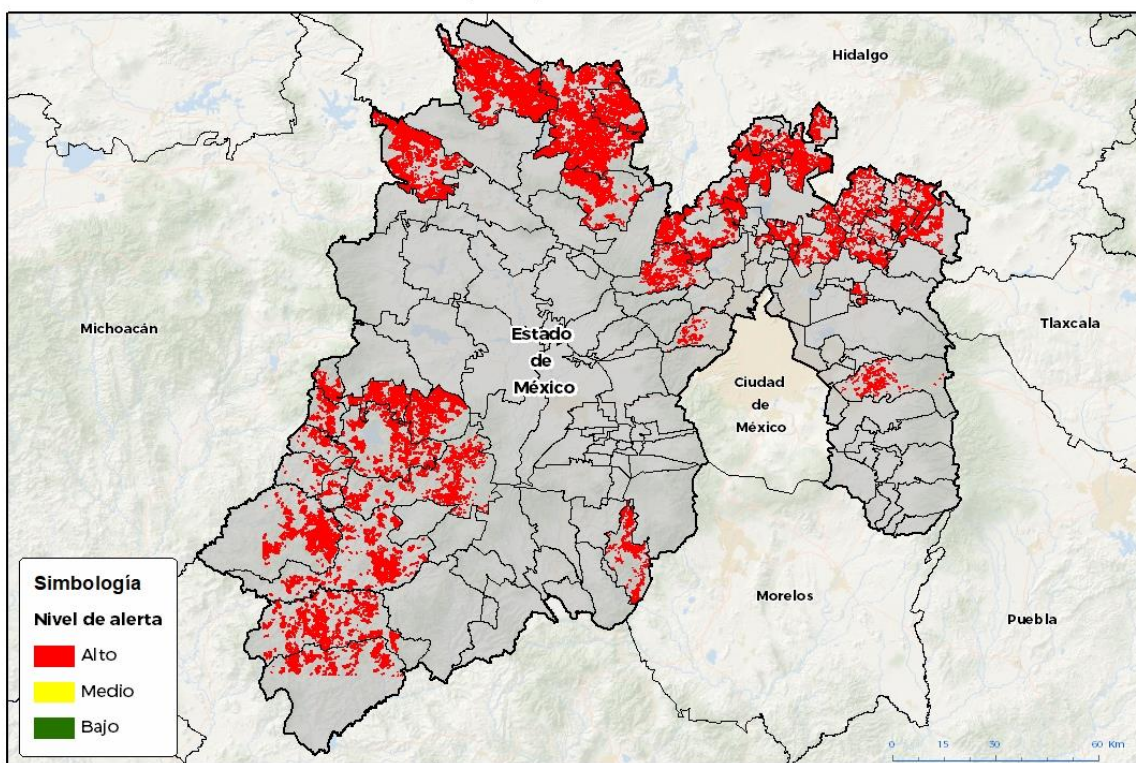 Hidalgo
Michoacán
Estado
de
México
Tlaxcala
Ciudad
de
México
Morelos
Puebla
Simbología
Nivel de alerta
Alto
Medio
Bajo
0 15 30 60 Km